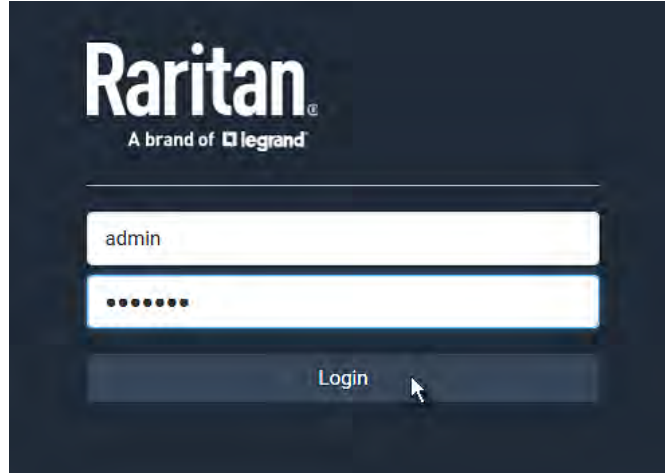 Raritan®
A brand of legrand®
admin
•••••••
Login